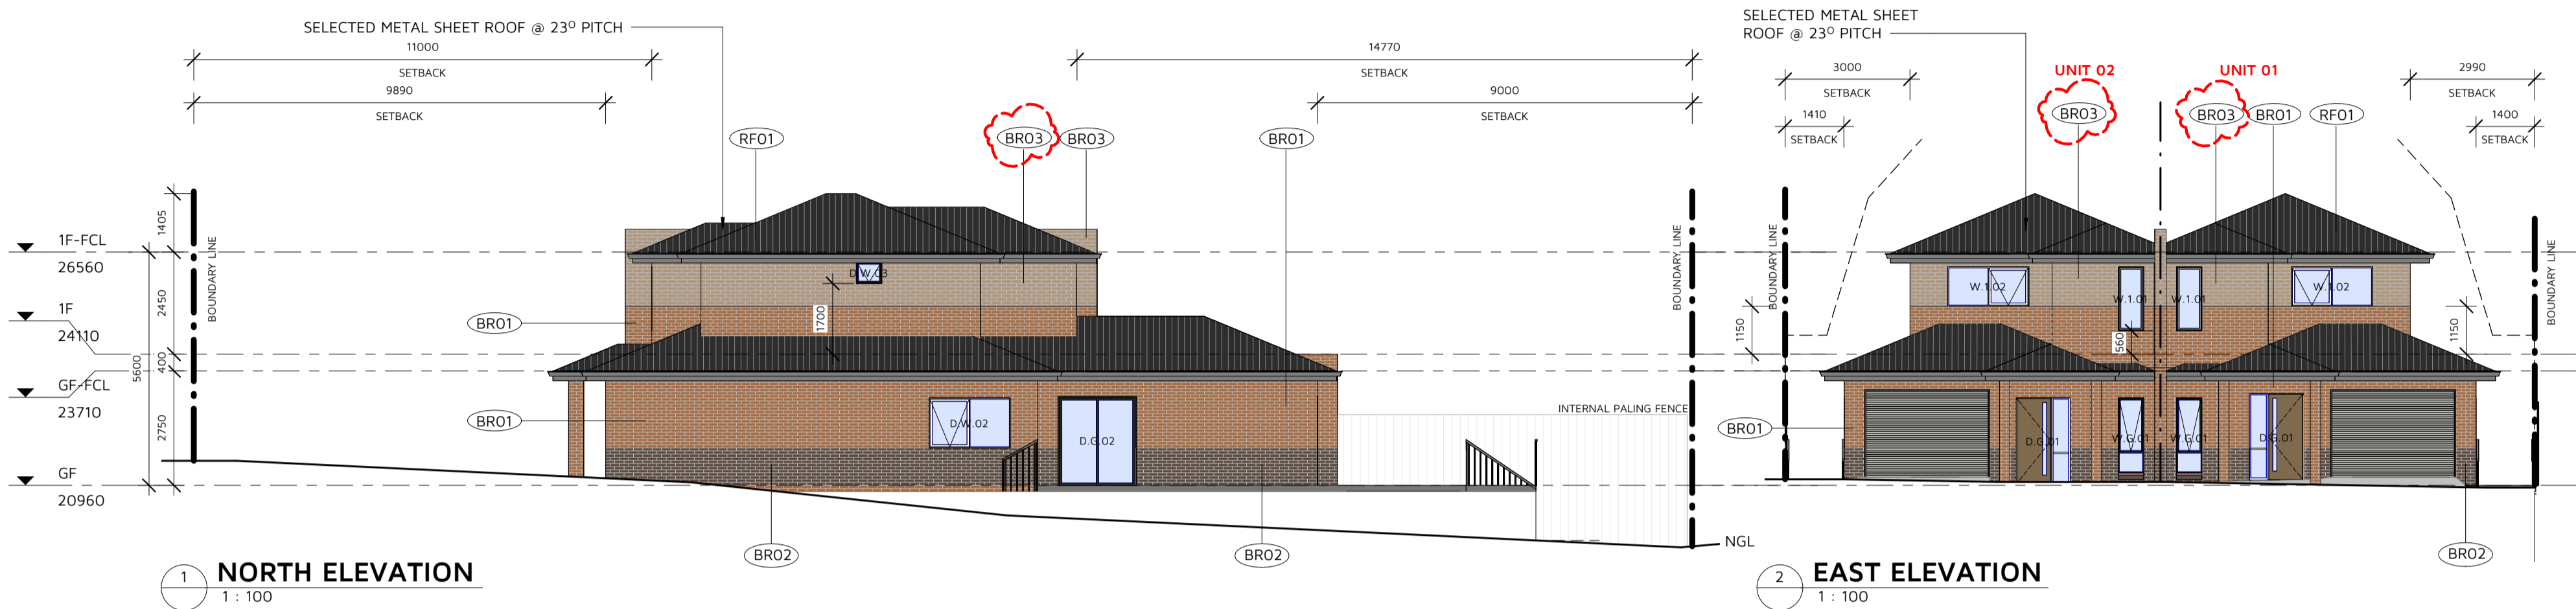 SELECTED METAL SHEET ROOF @ 23⁰ PITCH
11000
SETBACK
9890
SETBACK
14770
SETBACK
9000
SETBACK
RF01
BR03
BR03
BR01
1F-FCL
26560
1F
24110
GF-FCL
23710
GF
20960
1405
2450
400
2750
5600
BOUNDARY LINE
D.W.03
1700
BR01
BR01
D.W.02
D.G.02
INTERNAL PALING FENCE
BOUNDARY LINE
BR02
BR02
NGL
1
NORTH ELEVATION
1 : 100
SELECTED METAL SHEET
ROOF @ 23⁰ PITCH
3000
SETBACK
1410
SETBACK
UNIT 02
UNIT 01
2990
SETBACK
1400
SETBACK
BR03
BR03
BR01
RF01
BOUNDARY LINE
BOUNDARY LINE
W.1.02
W.1.01
W.1.01
W.1.02
1150
560
1150
BR01
D.G.01
W.G.01
W.G.01
D.G.01
BR02
2
EAST ELEVATION
1 : 100